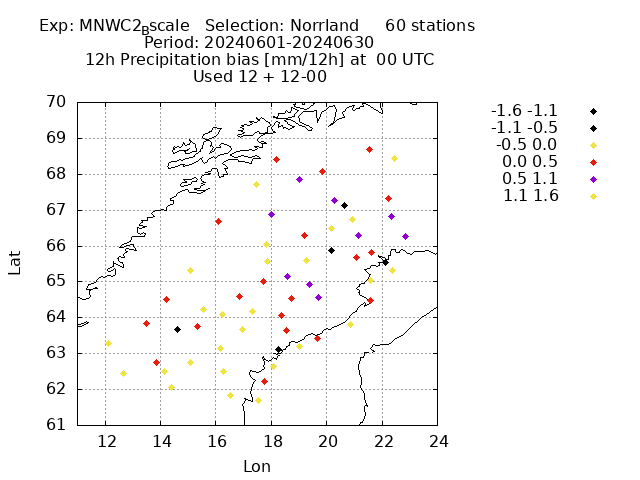 Exp: MNWC2Bscale   Selection: Norrland     60 stations
Period: 20240601-20240630
12h Precipitation bias [mm/12h] at  00 UTC
Used 12 + 12-00
70
69
68
67
66
65
64
63
62
61
12 14 16 18 20 22 24
Lat
Lon
-1.6 -1.1
-1.1 -0.5
-0.5 0.0
0.0 0.5
0.5 1.1
1.1 1.6